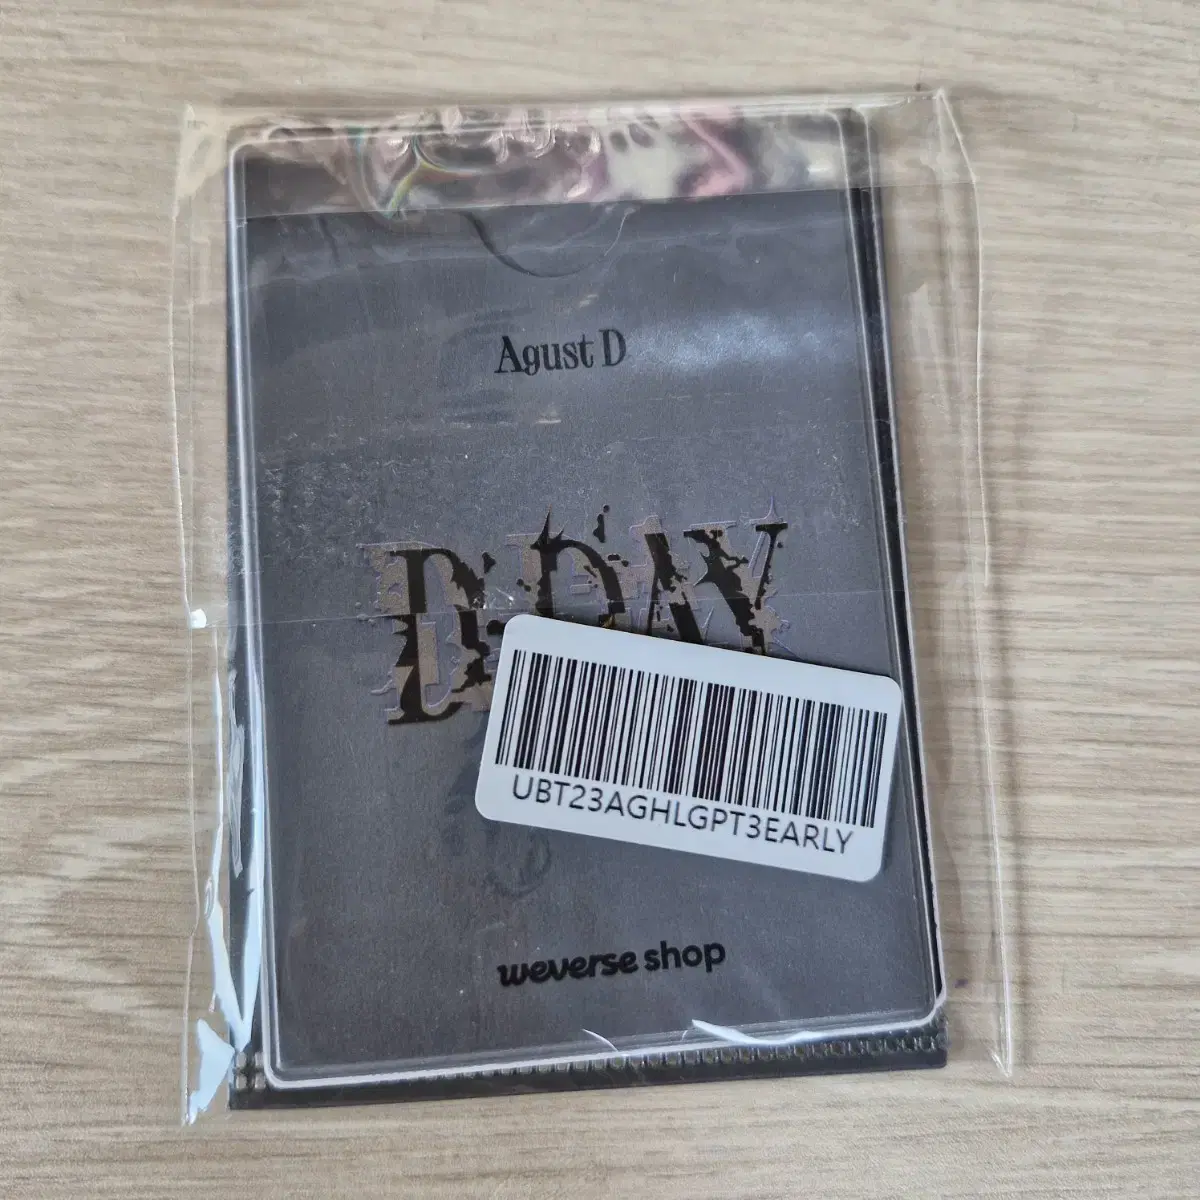 Agust D
D-DAY
UBT23AGHLGPT3EARLY
weverse shop